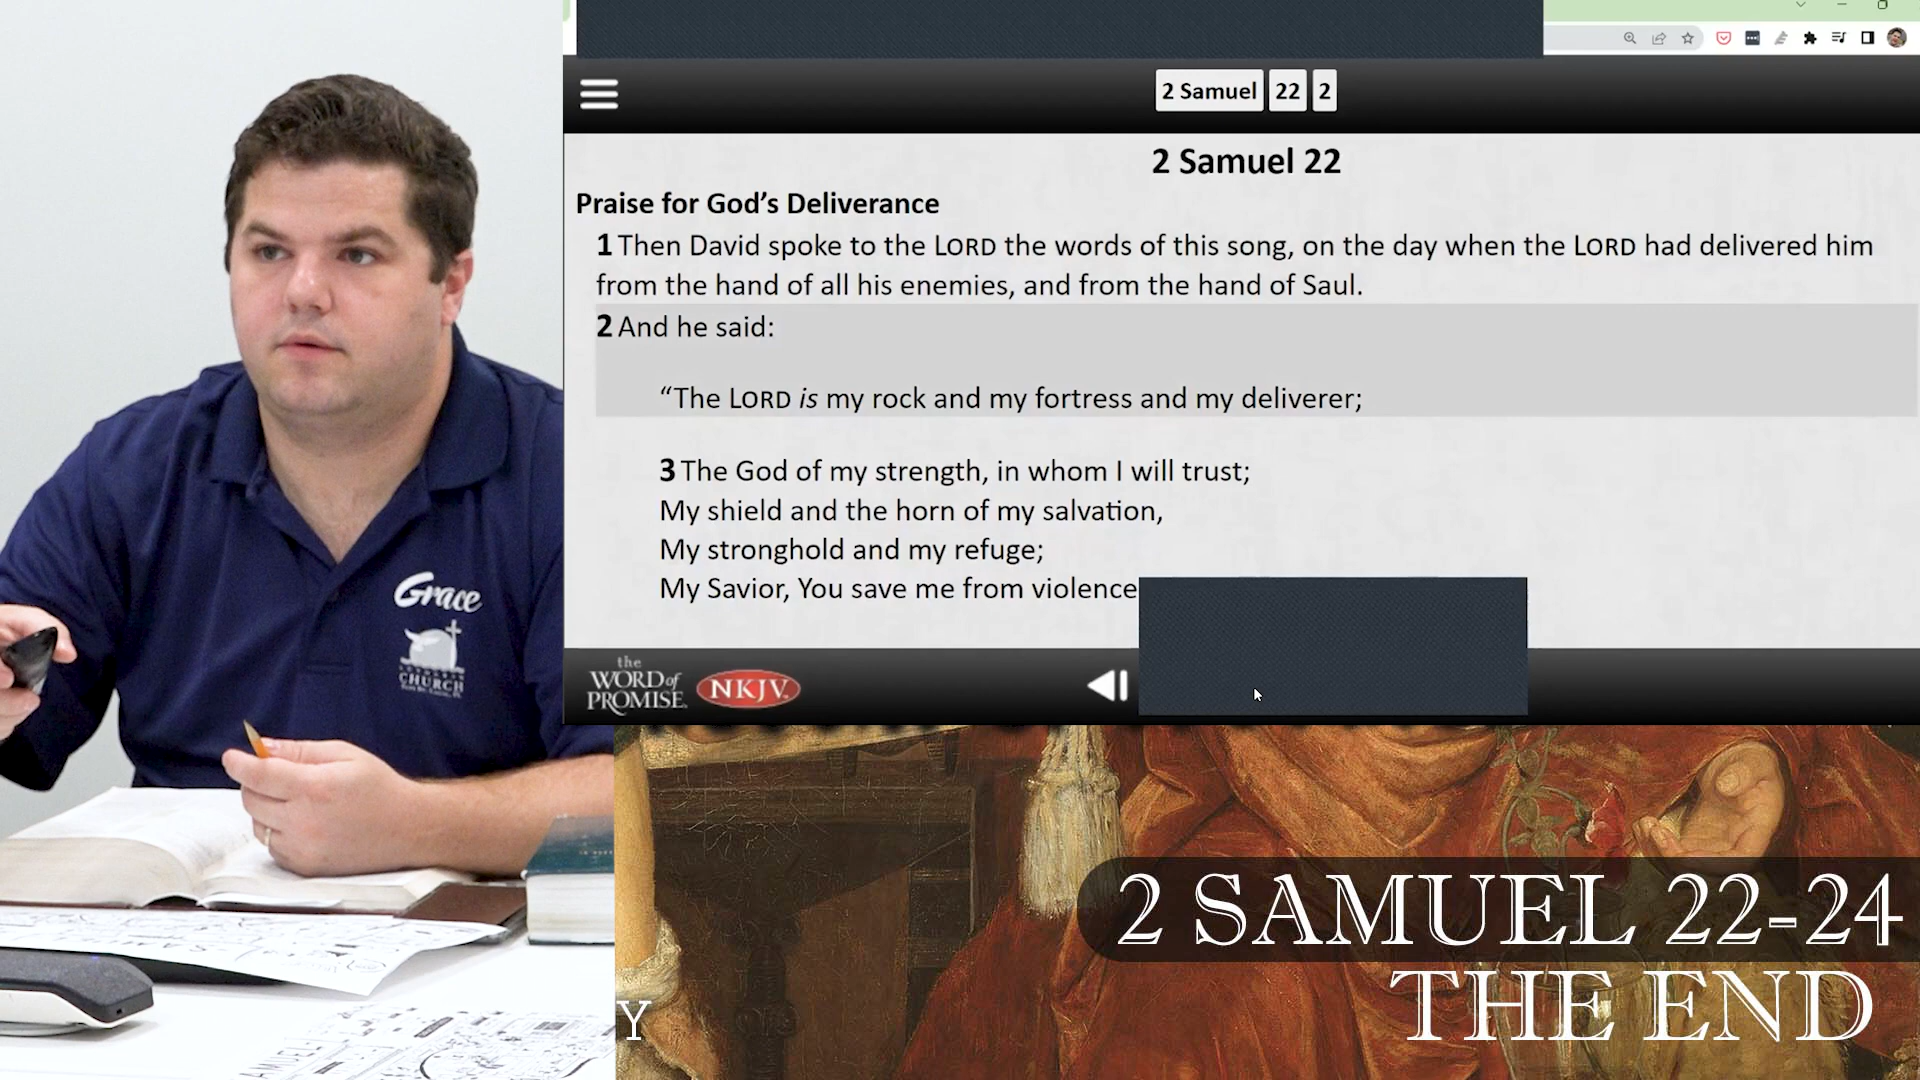 2 Samuel 22 2
2 Samuel 22
Praise for God's Deliverance
1 Then David spoke to the LORD the words of this song, on the day when the LORD had delivered him
from the hand of all his enemies, and from the hand of Saul.
2 And he said:
“The LORD is my rock and my fortress and my deliverer;
3 The God of my strength, in whom I will trust;
My shield and the horn of my salvation,
My stronghold and my refuge;
My Savior, You save me from violence
the
WORD of
PROMISE
NKJV
Grace
CHURCH
2 SAMUEL 22-24
THE END
Y